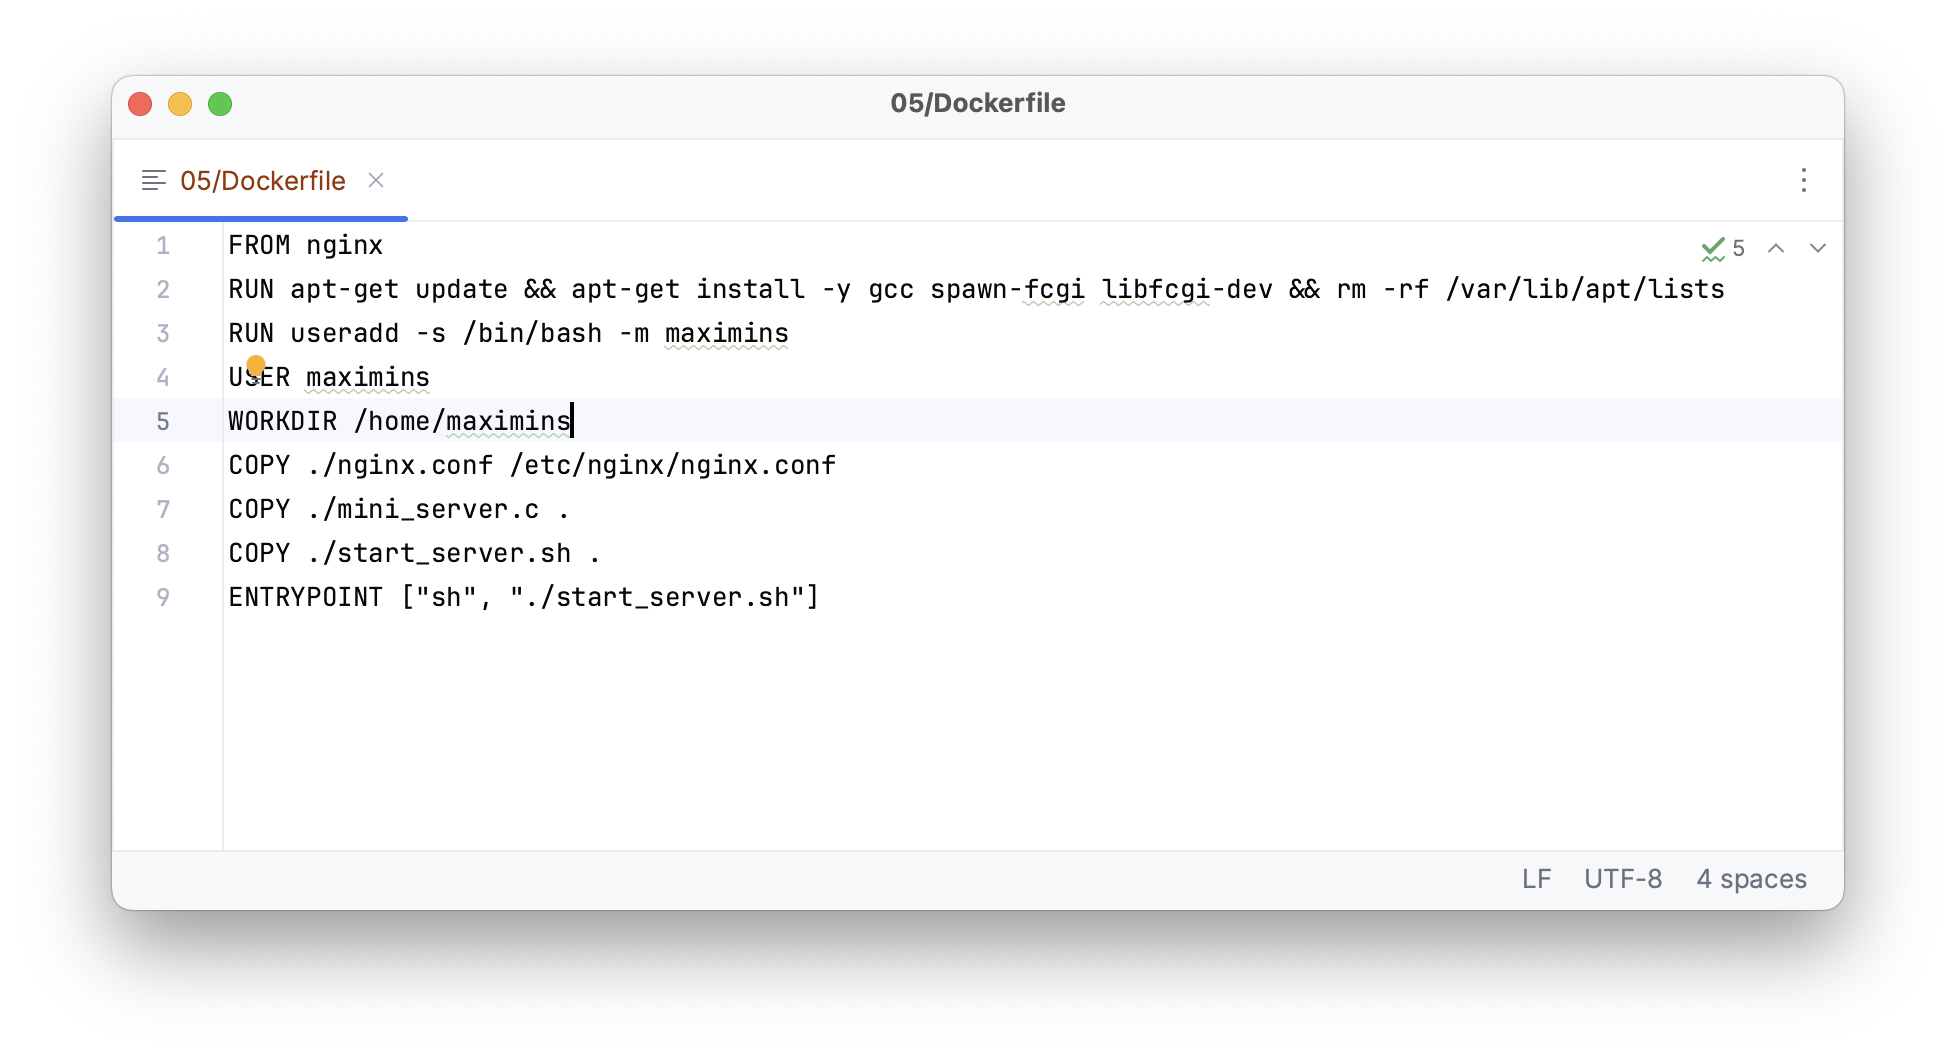 05/Dockerfile
05/Dockerfile
5
1 FROM nginx
2 RUN apt-get update && apt-get install -y gcc spawn-fcgi libfcgi-dev && rm -rf /var/lib/apt/lists
3 RUN useradd -s /bin/bash -m maximins
4 USER maximins
5 WORKDIR /home/maximins
6 COPY ./nginx.conf /etc/nginx/nginx.conf
7 COPY ./mini_server.c .
8 COPY ./start_server.sh .
9 ENTRYPOINT ["sh", "./start_server.sh"]
LF UTF-8 4 spaces